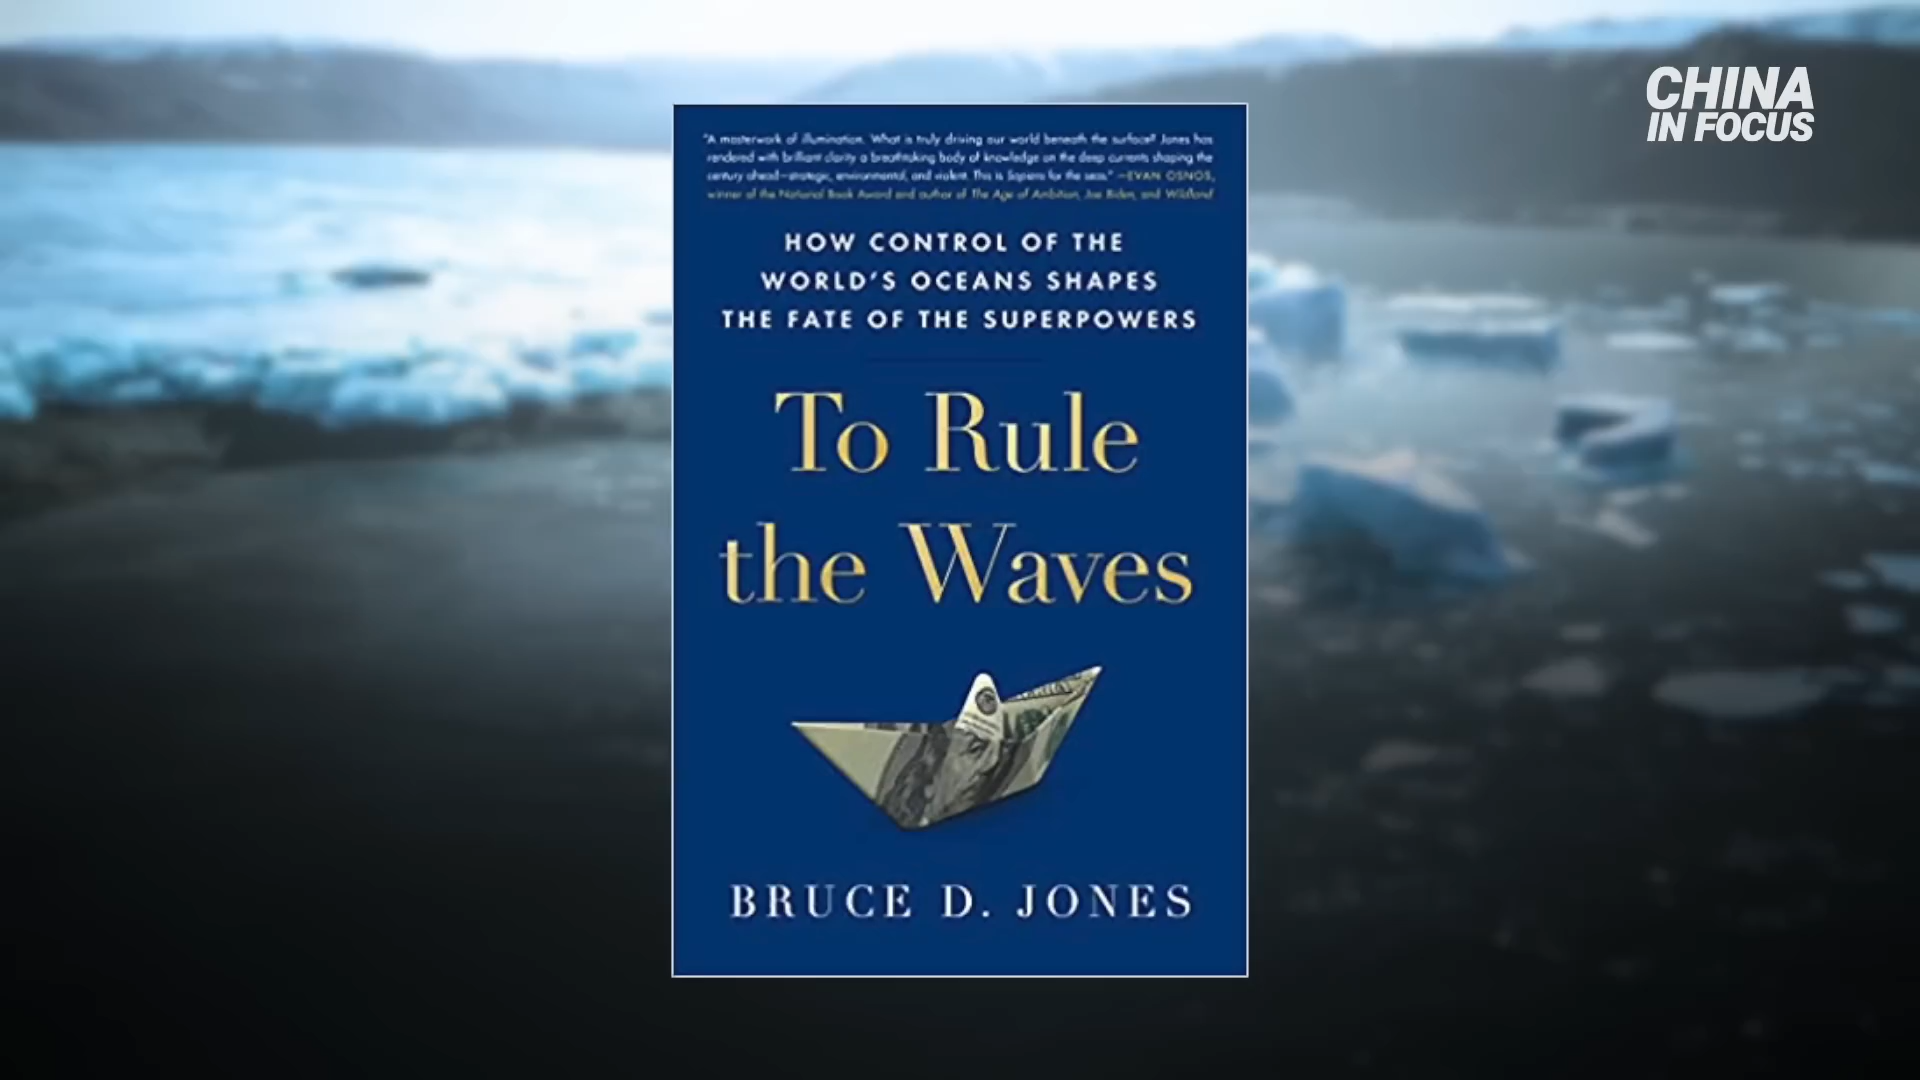 CHINA
IN FOCUS
"A masterwork of illumination. What is truly driving our world beneath the surface? Jones has
rendered with brilliant clarity a breathtaking body of knowledge on the deep currents shaping the
century ahead—strategic, environmental, and violent. This is Sapiens for the seas." —EVAN OSNOS,
winner of the National Book Award and author of The Age of Ambition, Joe Biden, and Wildland
HOW CONTROL OF THE
WORLD'S OCEANS SHAPES
THE FATE OF THE SUPERPOWERS
To Rule
the Waves
BRUCE D. JONES